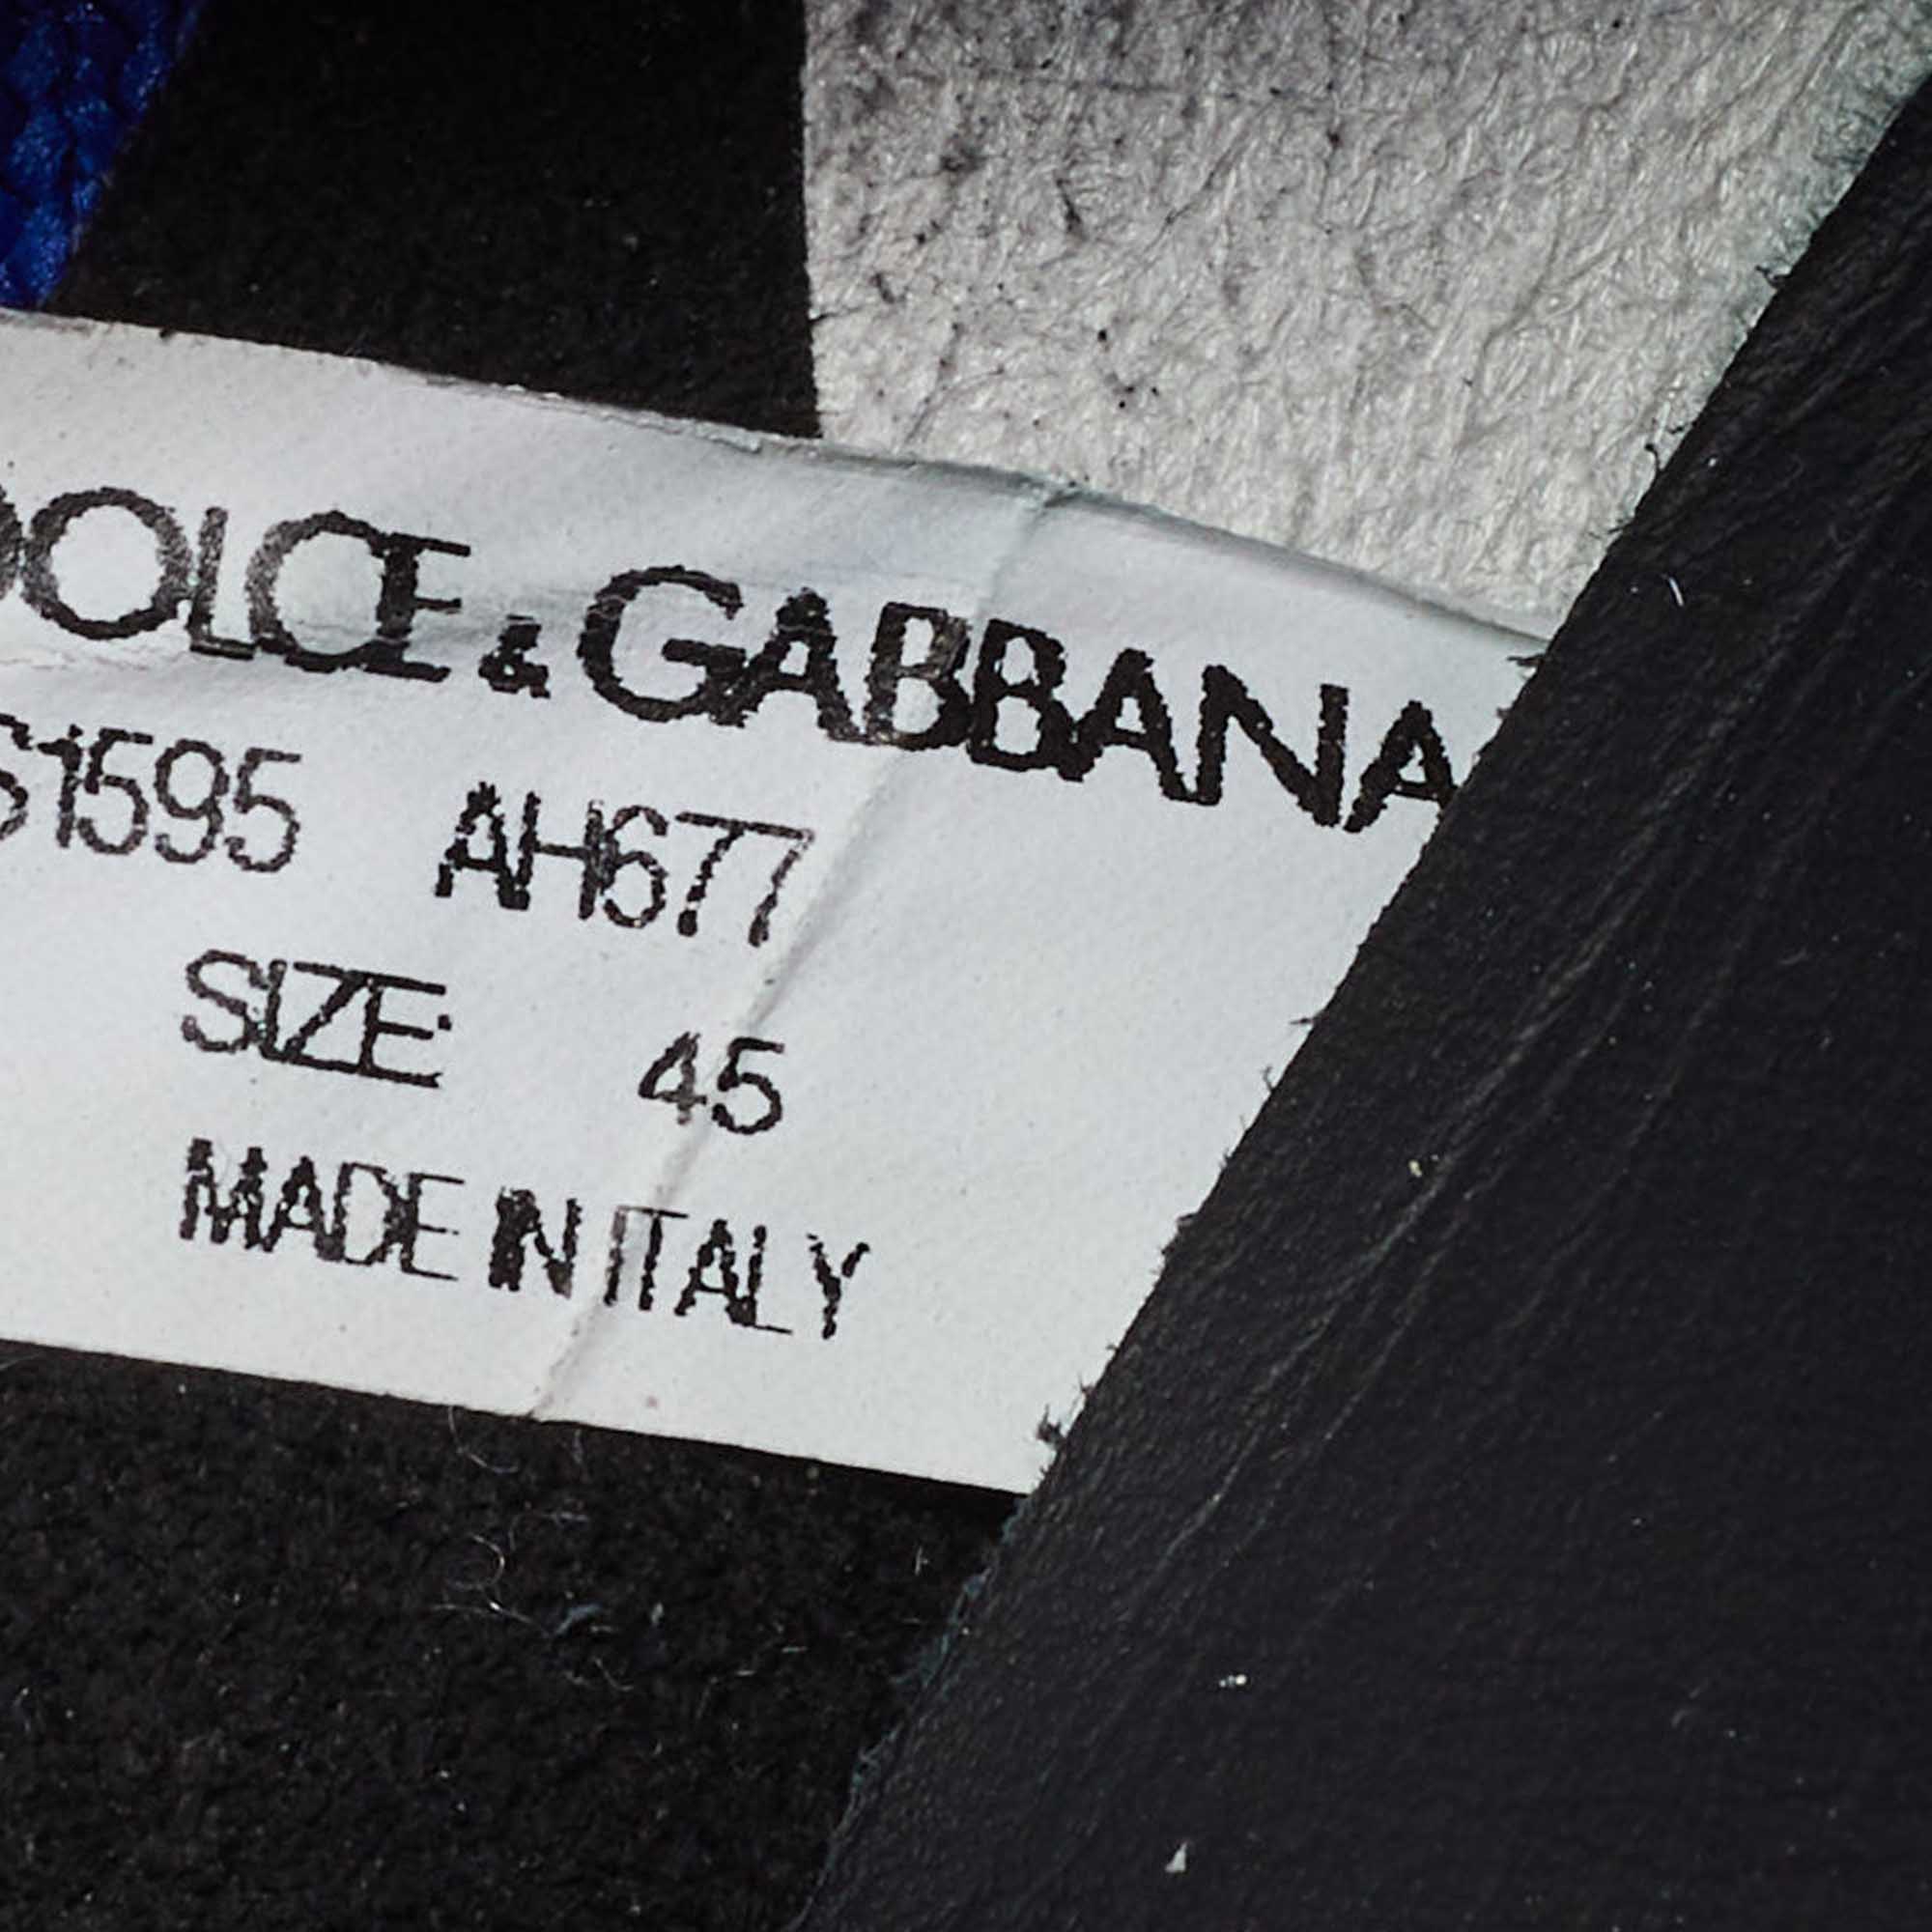 DOLCE & GABBANA
S1595 AH677
SIZE: 45
MADE IN ITALY